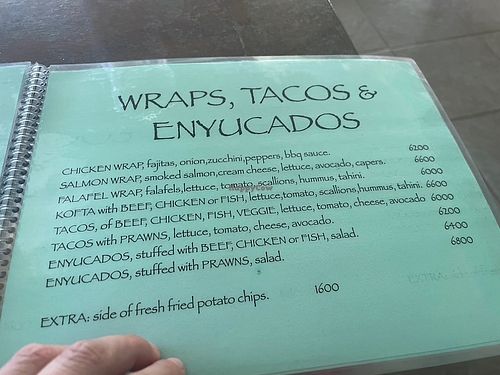 WRAPS, TACOS &
ENYUCADOS
CHICKEN WRAP, fajitas, onion,zucchini,peppers, bbq sauce. 6200
SALMON WRAP, smoked salmon,cream cheese, lettuce, avocado, capers. 6600
FALAFEL WRAP, falafels,lettuce, tomato, scallions, hummus, tahini. 6000
KOFTA with BEEF, CHICKEN or FISH, lettuce,tomato, scallions,hummus, tahini. 6600
TACOS, of BEEF, CHICKEN, FISH, VEGGIE, lettuce, tomato, cheese, avocado 6000
TACOS with PRAWNS, lettuce, tomato, cheese, avocado. 6200
ENYUCADOS, stuffed with BEEF, CHICKEN or FISH, salad. 6400
ENYUCADOS, stuffed with PRAWNS, salad. 6800
EXTRA: side of fresh fried potato chips. 1600